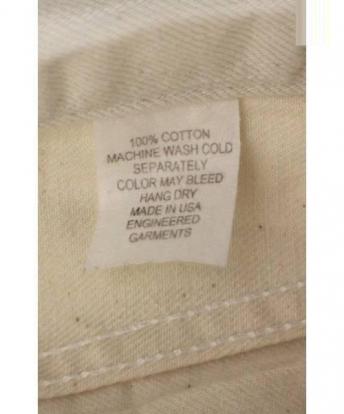 100% COTTON
MACHINE WASH COLD
SEPARATELY
COLOR MAY BLEED
HANG DRY
MADE IN USA
ENGINEERED
GARMENTS